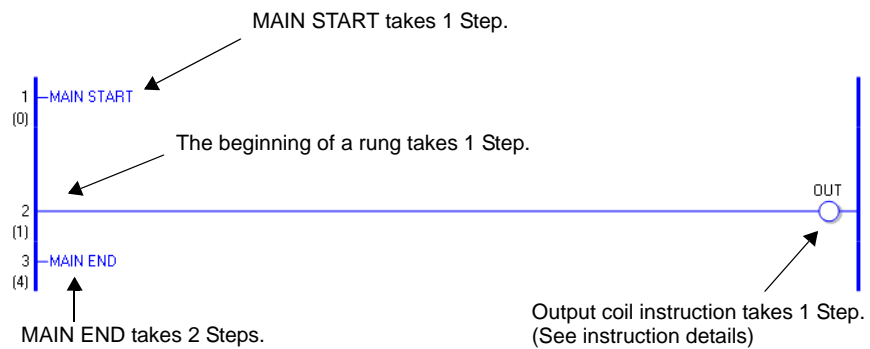 MAIN START takes 1 Step.
1 MAIN START
(0)
The beginning of a rung takes 1 Step.
OUT
2
(1)
3 MAIN END
(4)
Output coil instruction takes 1 Step.
(See instruction details)
MAIN END takes 2 Steps.